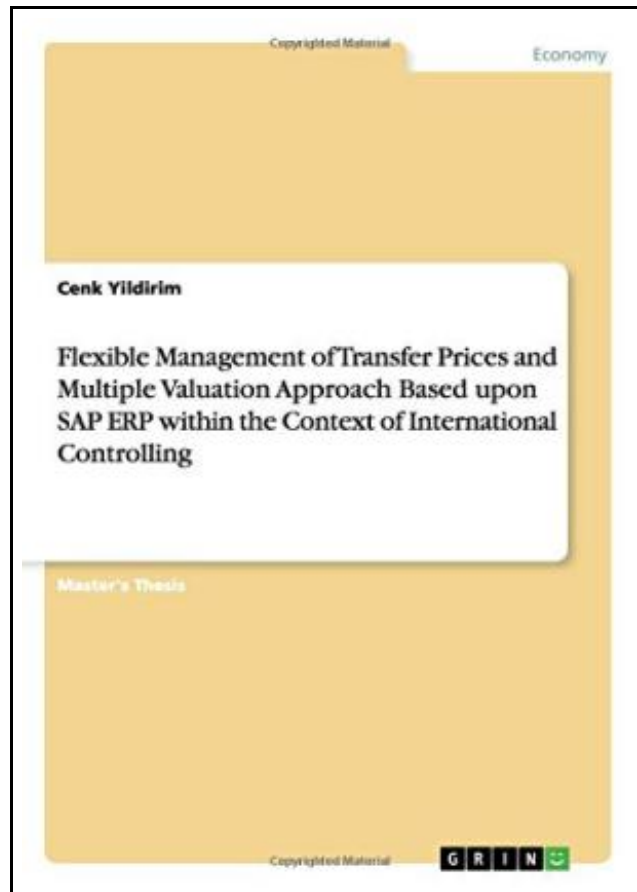 Copyrighted Material
Economy
Cenk Yildirim
Flexible Management of Transfer Prices and
Multiple Valuation Approach Based upon
SAP ERP within the Context of International
Controlling
Master's Thesis
Copyrighted Material
GRIN